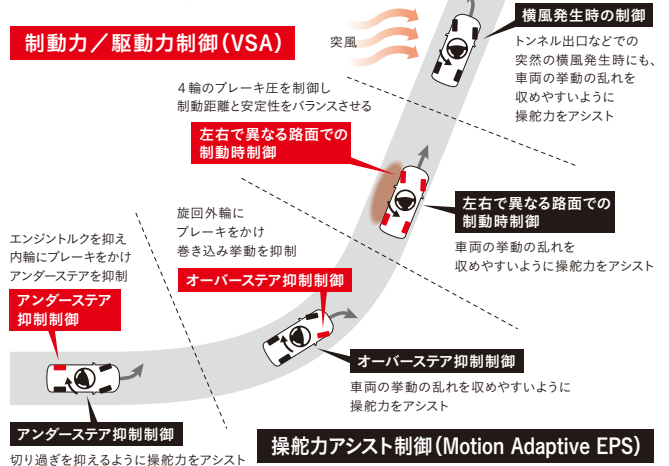 制動力／駆動力制御（VSA）
突風
横風発生時の制御
トンネル出口などでの
突然の横風発生時にも、
車両の挙動の乱れを
収めやすいように
操舵力をアシスト
４輪のブレーキ圧を制御し
制動距離と安定性をバランスさせる
左右で異なる路面での
制動時制御
左右で異なる路面での
制動時制御
車両の挙動の乱れを
収めやすいように操舵力をアシスト
旋回外輪に
ブレーキをかけ
巻き込み挙動を抑制
オーバーステア抑制制御
エンジントルクを抑え
内輪にブレーキをかけ
アンダーステアを抑制
アンダーステア
抑制制御
オーバーステア抑制制御
車両の挙動の乱れを収めやすいように
操舵力をアシスト
アンダーステア抑制制御
切り過ぎを抑えるように操舵力をアシスト
操舵力アシスト制御（Motion Adaptive EPS）